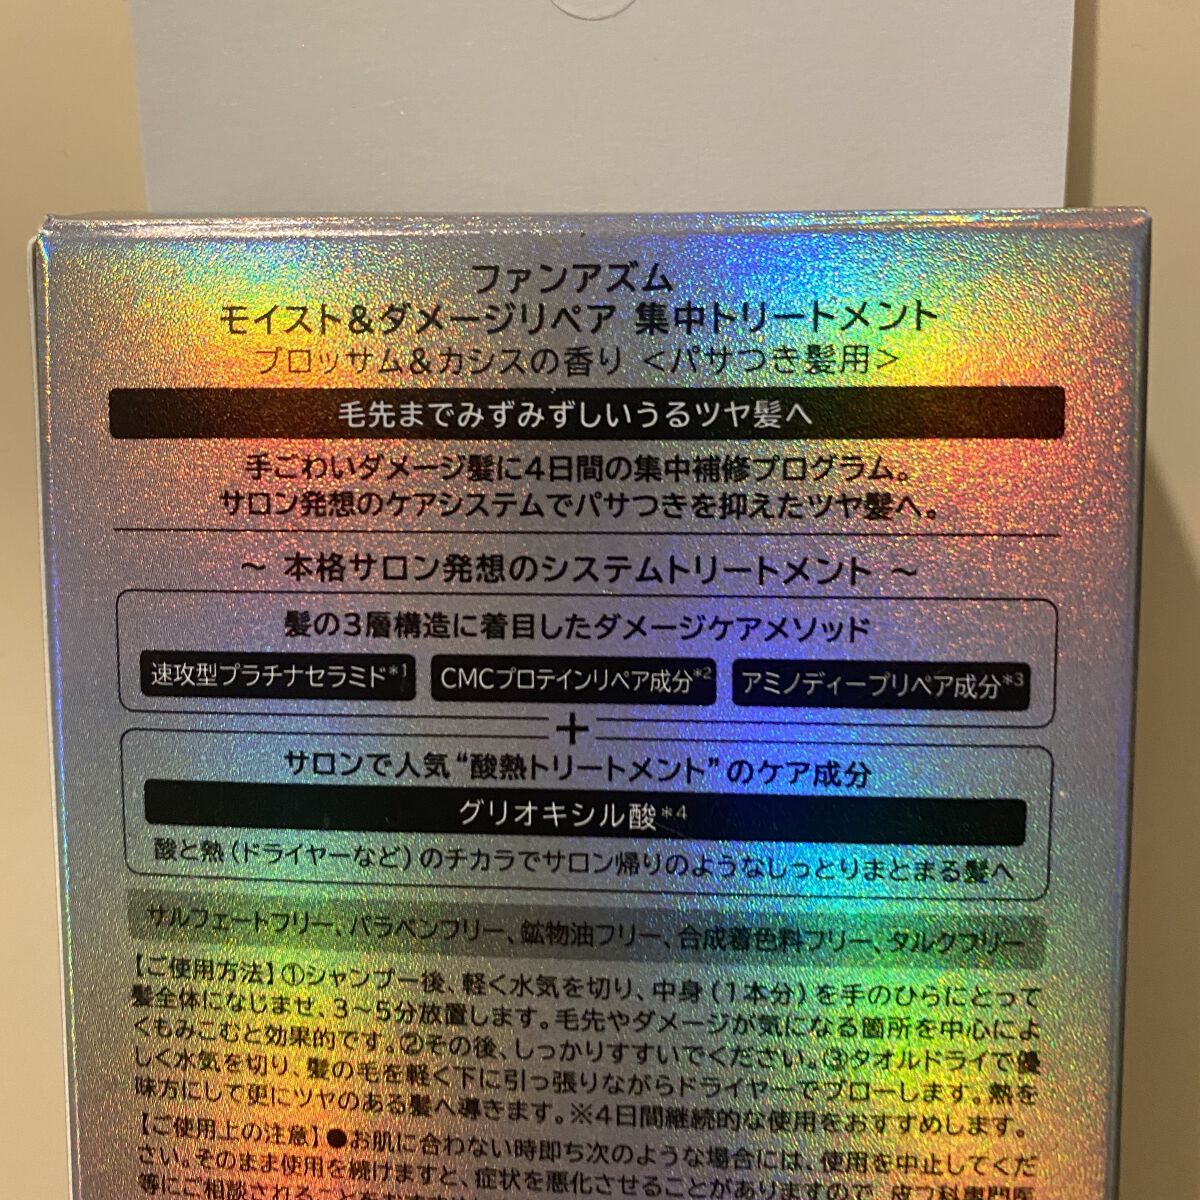 ファンアズム
モイスト&ダメージリペア 集中トリートメント
ブロッサム&カシスの香り <パサつき髪用>
毛先までみずみずしいうるツヤ髪へ
手ごわいダメージ髪に4日間の集中補修プログラム。
サロン発想のケアシステムでパサつきを抑えたツヤ髪へ。
~ 本格サロン発想のシステムトリートメント ~
髪の3層構造に着目したダメージケアメソッド
速攻型プラチナセラミド*1 CMCプロテインリペア成分*2 アミノディープリペア成分*3
+
サロンで人気“酸熱トリートメント”のケア成分
グリオキシル酸*4
酸と熱(ドライヤーなど)のチカラでサロン帰りのようなしっとりまとまる髪へ
サルフェートフリー、パラベンフリー、鉱物油フリー、合成着色料フリー、タルクフリー
【ご使用方法】①シャンプー後、軽く水気を切り、中身(1本分)を手のひらにとって
髪全体になじませ、3~5分放置します。毛先やダメージが気になる箇所を中心によ
くもみこむと効果的です。②その後、しっかりすすいでください。③タオルドライで優
しく水気を切り、髪の毛を軽く下に引っ張りながらドライヤーでブローします。熱を
味方にして更にツヤのある髪へ導きます。※4日間継続的な使用をおすすめします。
【ご使用上の注意】●お肌に合わない時即ち次のような場合には、使用を中止してくだ
さい。そのまま使用を続けますと、症状を悪化させることがありますので、皮フ科専門医
等にご相談されることをおすすめ